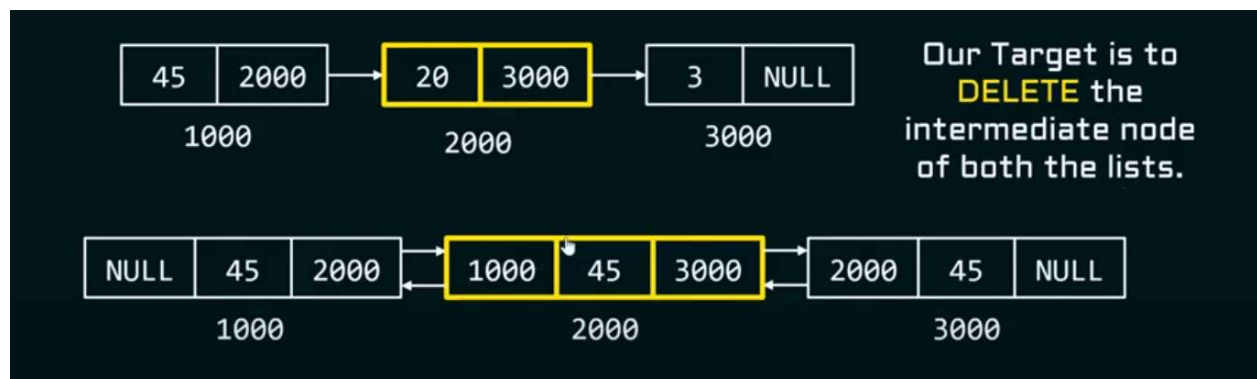 45 2000 20 3000 3 NULL
1000 2000 3000
Our Target is to
DELETE the
intermediate node
of both the lists.
NULL 45 2000 1000 45 3000 2000 45 NULL
1000 2000 3000